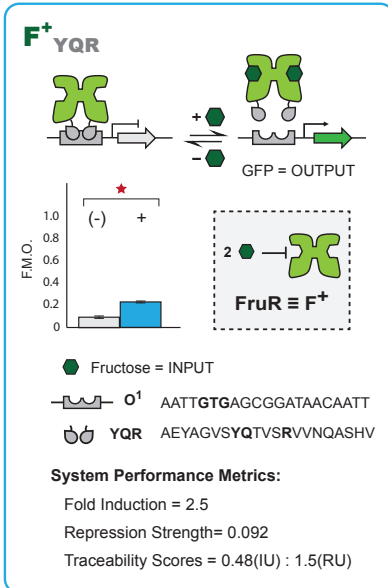 F+ YQR
+
−
GFP = OUTPUT
★
(-) +
F.M.O.
1.0
0.8
0.6
0.4
0.2
0
2
FruR ≡ F+
Fructose = INPUT
O1 AATTGTGAGCGGATAACAATT
YQR AEYAGVSYQTVSRVVNQASHV
System Performance Metrics:
Fold Induction = 2.5
Repression Strength= 0.092
Traceability Scores = 0.48(IU) : 1.5(RU)